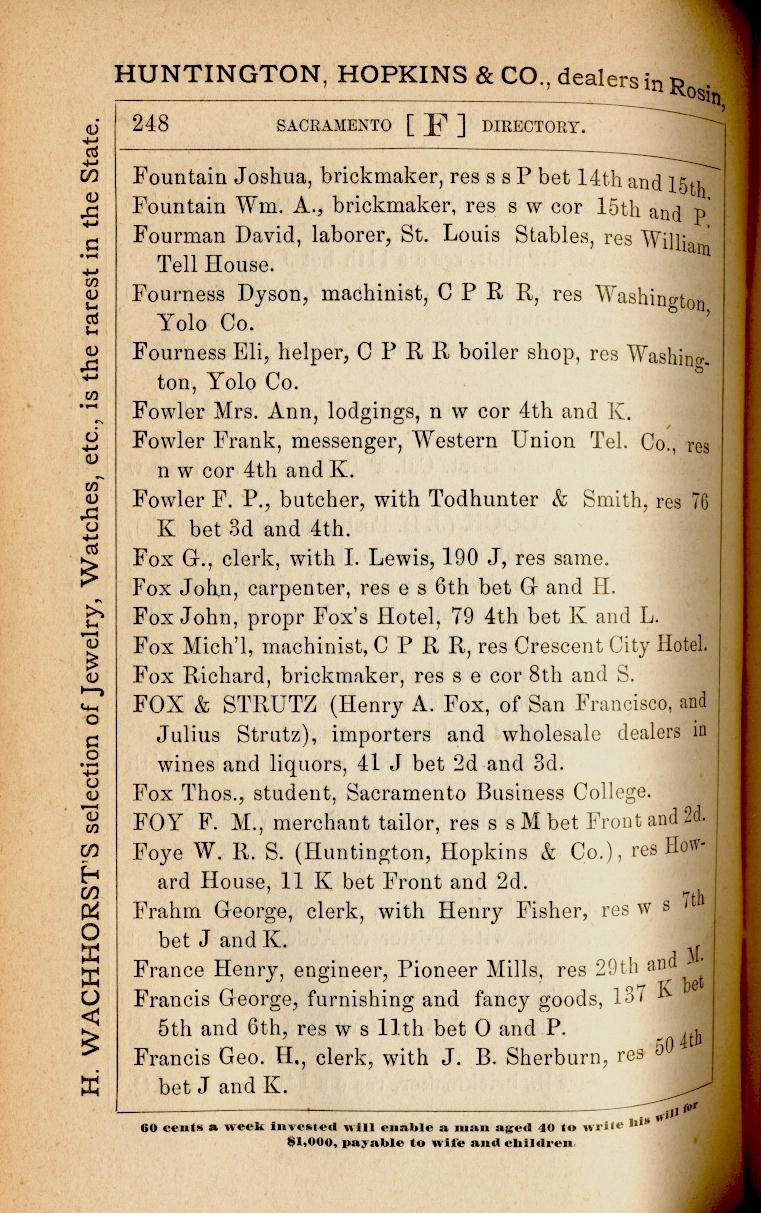 HUNTINGTON, HOPKINS & CO., dealers in Rosin,
248 SACRAMENTO [ F ] DIRECTORY.
H. WACHHORST'S selection of Jewelry, Watches, etc., is the rarest in the State.
Fountain Joshua, brickmaker, res s s P bet 14th and 15th.
Fountain Wm. A., brickmaker, res s w cor 15th and P.
Fourman David, laborer, St. Louis Stables, res William
Tell House.
Fourness Dyson, machinist, C P R R, res Washington,
Yolo Co.
Fourness Eli, helper, C P R R boiler shop, res Washing-
ton, Yolo Co.
Fowler Mrs. Ann, lodgings, n w cor 4th and K.
Fowler Frank, messenger, Western Union Tel. Co., res
n w cor 4th and K.
Fowler F. P., butcher, with Todhunter & Smith, res 76
K bet 3d and 4th.
Fox G., clerk, with I. Lewis, 190 J, res same.
Fox John, carpenter, res e s 6th bet G and H.
Fox John, propr Fox's Hotel, 79 4th bet K and L.
Fox Mich'l, machinist, C P R R, res Crescent City Hotel.
Fox Richard, brickmaker, res s e cor 8th and S.
FOX & STRUTZ (Henry A. Fox, of San Francisco, and
Julius Strutz), importers and wholesale dealers in
wines and liquors, 41 J bet 2d and 3d.
Fox Thos., student, Sacramento Business College.
FOY F. M., merchant tailor, res s s M bet Front and 2d.
Foye W. R. S. (Huntington, Hopkins & Co.), res How-
ard House, 11 K bet Front and 2d.
Frahm George, clerk, with Henry Fisher, res w s 7th
bet J and K.
France Henry, engineer, Pioneer Mills, res 29th and M.
Francis George, furnishing and fancy goods, 137 K bet
5th and 6th, res w s 11th bet O and P.
Francis Geo. H., clerk, with J. B. Sherburn, res 50 4th
bet J and K.
60 cents a week invested will enable a man aged 40 to write his will for
$1,000, payable to wife and children.